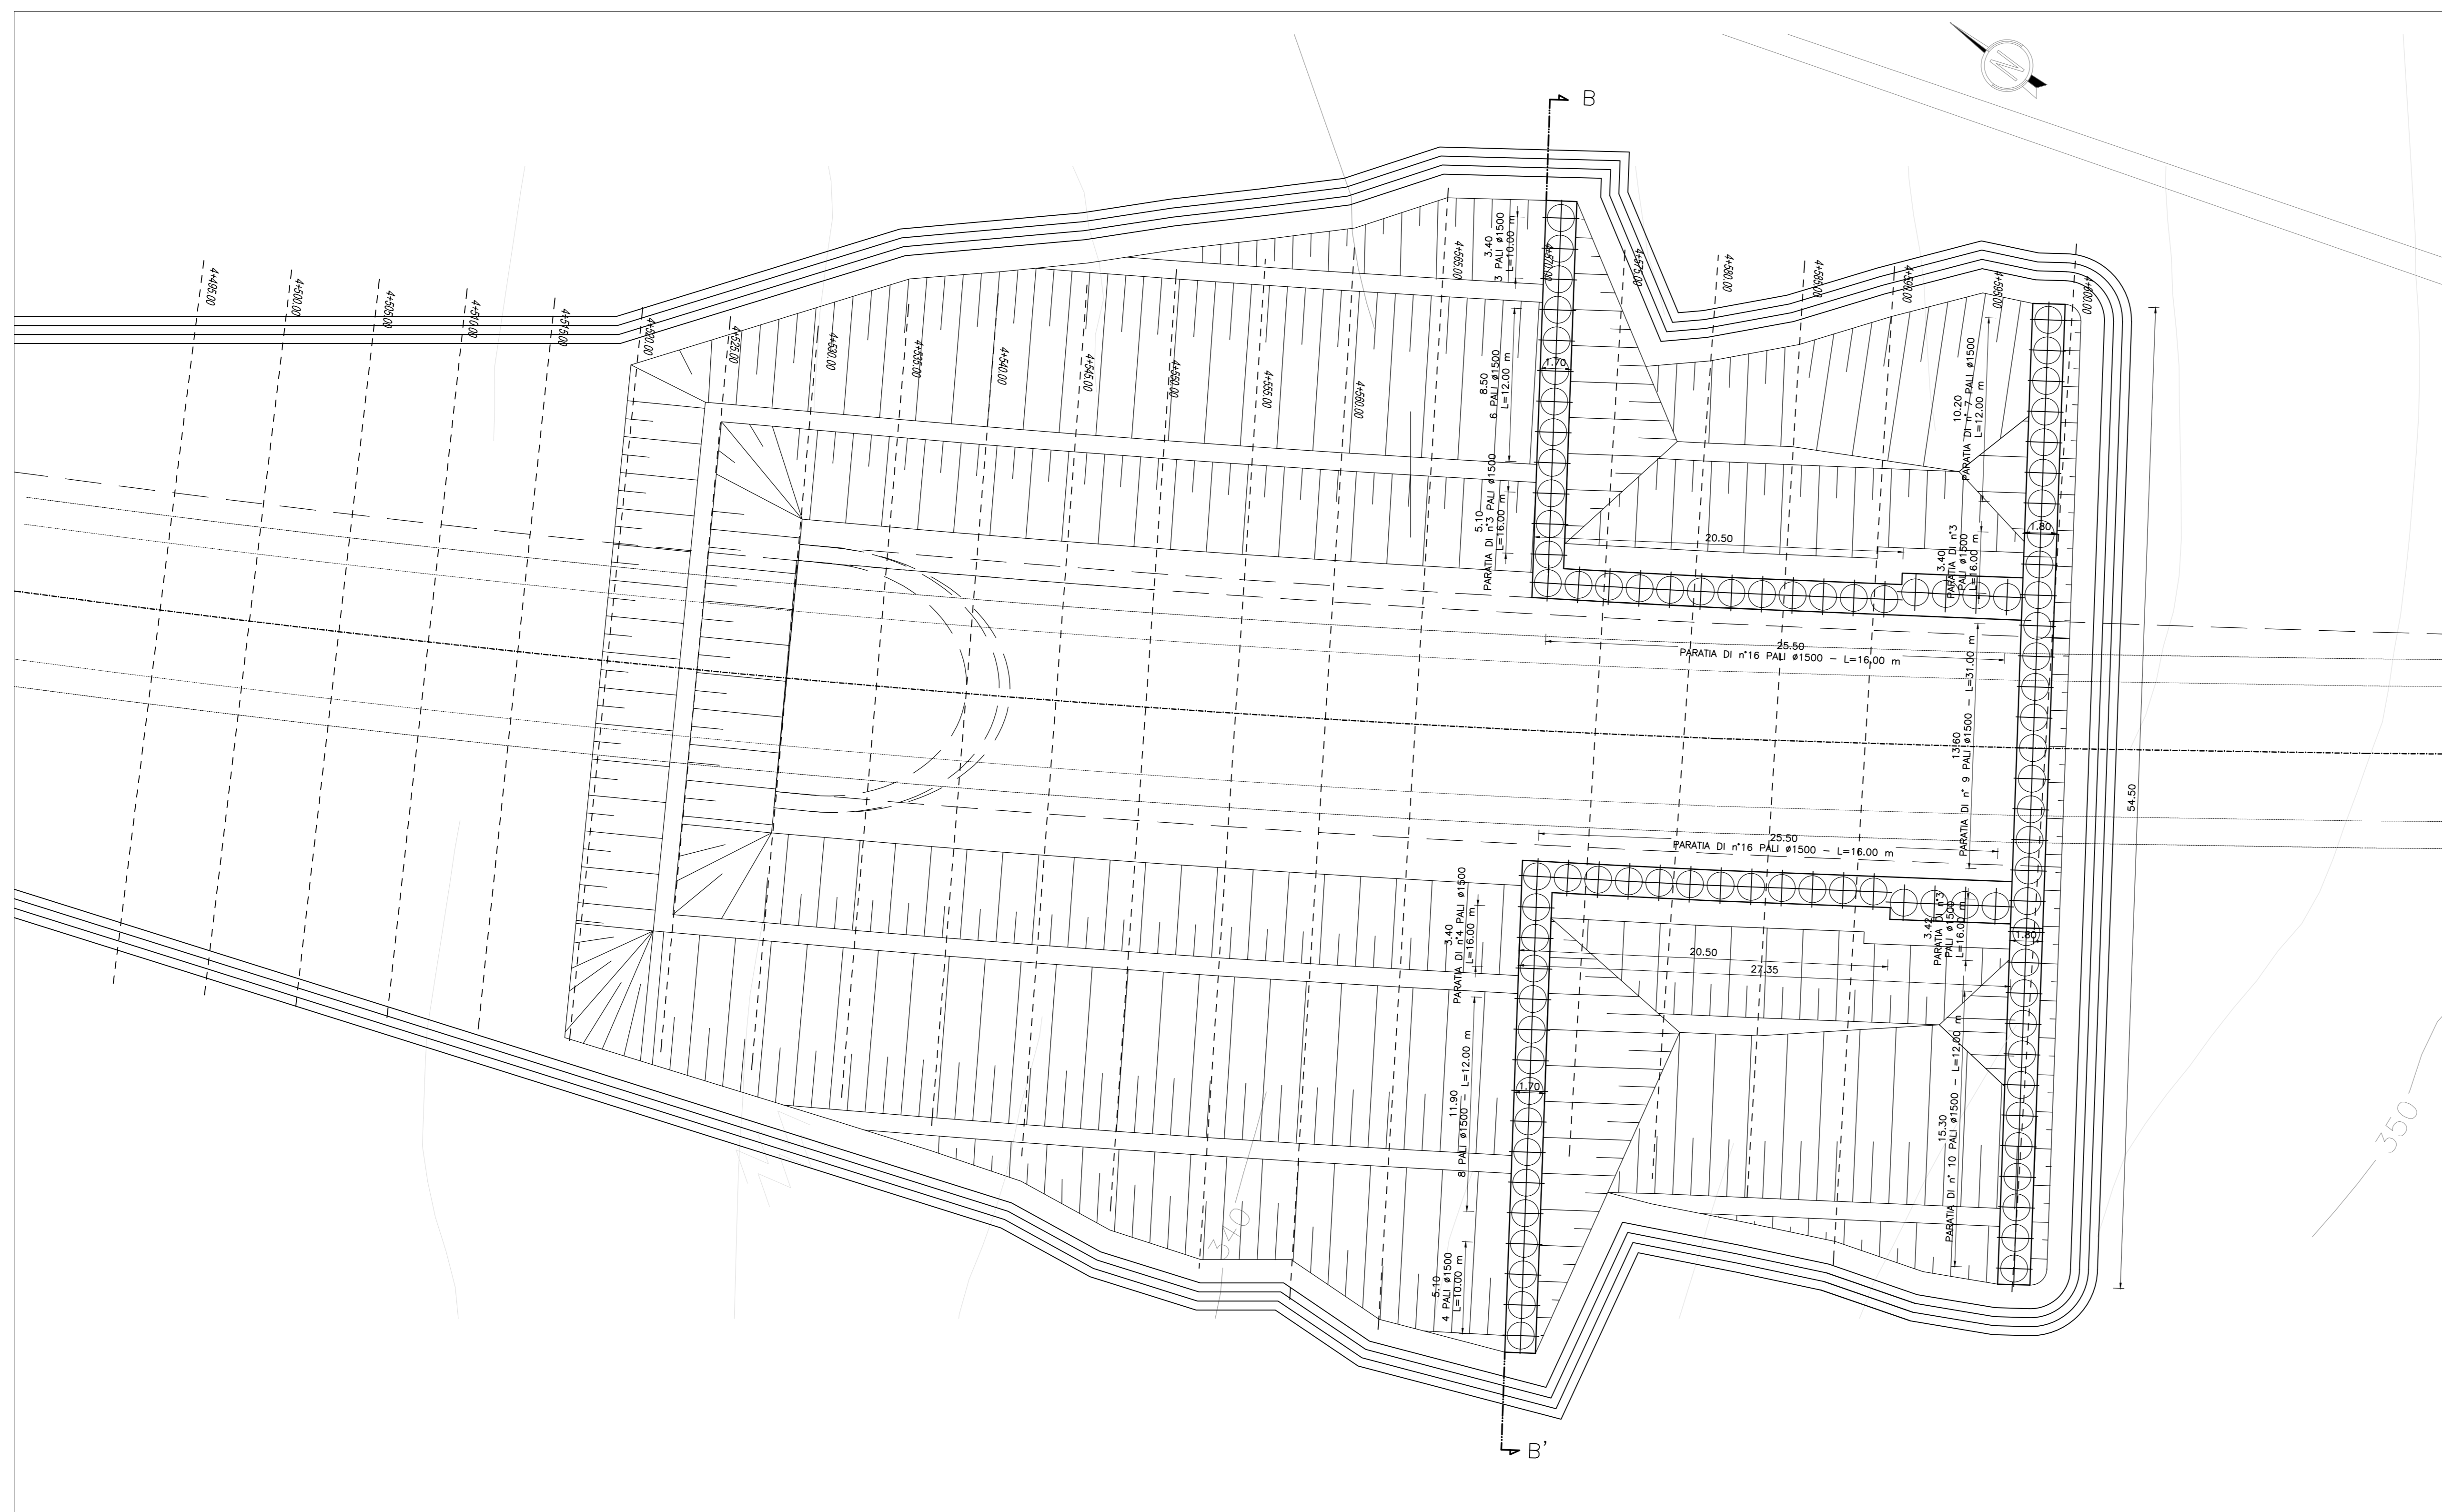 N
B
4+495.00
4+500.00
4+505.00
4+510.00
4+515.00
4+520.00
4+525.00
4+530.00
4+535.00
4+540.00
4+545.00
4+550.00
4+555.00
4+560.00
4+565.00
4+570.00
4+575.00
4+580.00
4+585.00
4+590.00
4+595.00
4+600.00
3.40
3 PALI ø1500
L=10.00 m
1.70
8.50
6 PALI ø1500
L=12.00 m
5.10
PARATIA DI n°3 PALI ø1500
L=16.00 m
10.20
PARATIA DI n° 7 PALI ø1500
L=12.00 m
1.80
3.40
PARATIA DI n°3
PALI ø1500
L=16.00 m
20.50
25.50
PARATIA DI n°16 PALI ø1500 – L=16.00 m
13.60
PARATIA DI n° 9 PALI ø1500 – L=31.00 m
54.50
25.50
PARATIA DI n°16 PALI ø1500 – L=16.00 m
3.40
PARATIA DI n°4 PALI ø1500
L=16.00 m
3.42
PARATIA DI n°3
PALI ø1500
L=16.00 m
1.80
20.50
27.35
1.70
11.90
8 PALI ø1500 – L=12.00 m
15.30
PARATIA DI n° 10 PALI ø1500 – L=12.00 m
5.10
4 PALI ø1500
L=10.00 m
340
350
B'